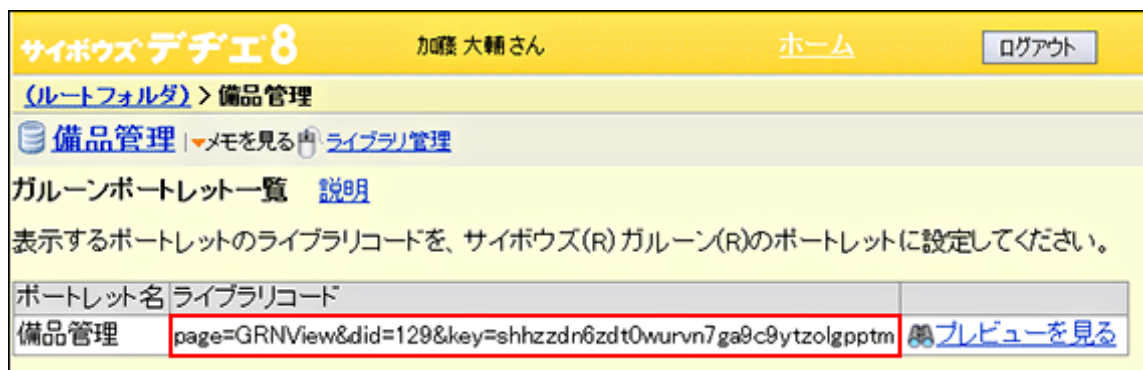 サイボウズ デヂエ 8 加藤 大輔 さん ホーム ログアウト
(ルートフォルダ) > 備品管理
備品管理 メモを見る ライブラリ管理
ガルーンポートレット一覧 説明
表示するポートレットのライブラリコードを、サイボウズ(R) ガルーン(R)のポートレットに設定してください。
ポートレット名 ライブラリコード
備品管理 page=GRNView&did=129&key=shhzzdn6zdt0wurvn7ga9c9ytzolgpptm プレビューを見る